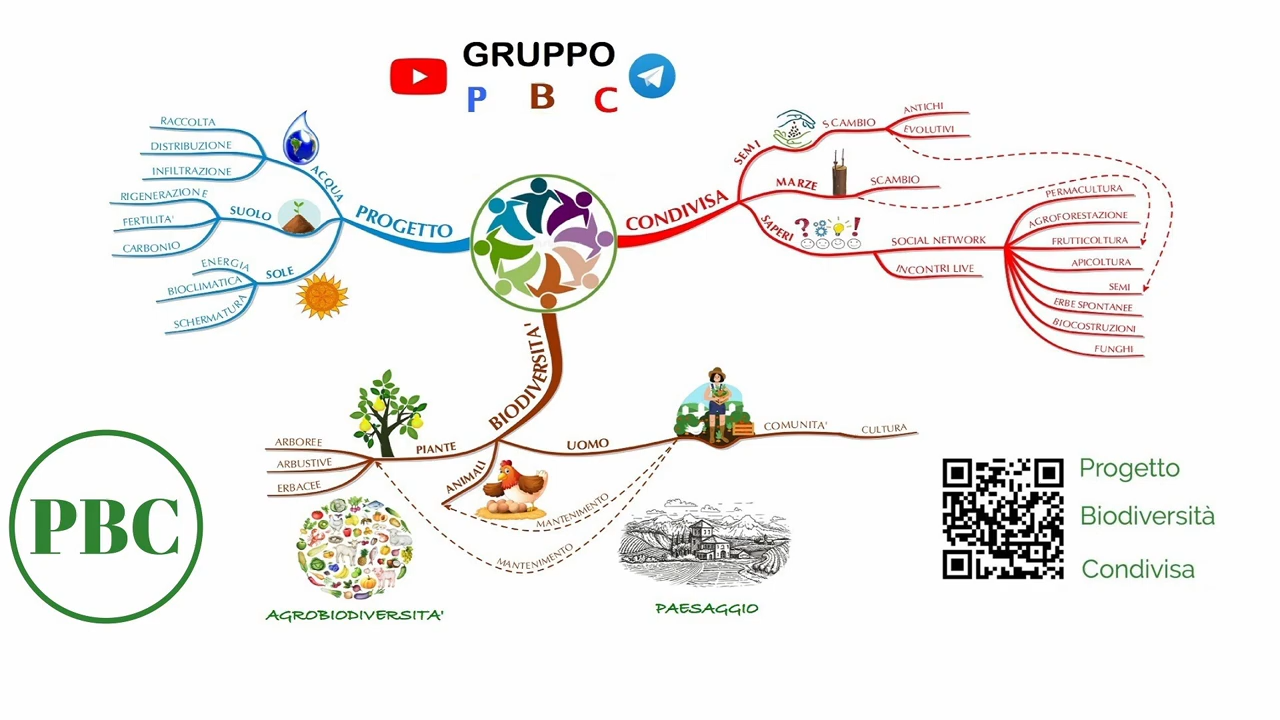 GRUPPO
P B C
PROGETTO
ACQUA
RACCOLTA
DISTRIBUZIONE
INFILTRAZIONE
SUOLO
RIGENERAZIONE
FERTILITA'
CARBONIO
SOLE
ENERGIA
BIOCLIMATICA
SCHERMATURA
CONDIVISA
SEMI
SCAMBIO
ANTICHI
EVOLUTIVI
MARZE
SCAMBIO
SAPERI
? !
SOCIAL NETWORK
INCONTRI LIVE
PERMACULTURA
AGROFORESTAZIONE
FRUTTICOLTURA
APICOLTURA
SEMI
ERBE SPONTANEE
BIOCOSTRUZIONI
FUNGHI
BIODIVERSITA'
PIANTE
ARBOREE
ARBUSTIVE
ERBACEE
ANIMALI
UOMO
COMUNITA'
CULTURA
MANTENIMENTO
MANTENIMENTO
AGROBIODIVERSITA'
PAESAGGIO
PBC
Progetto
Biodiversità
Condivisa